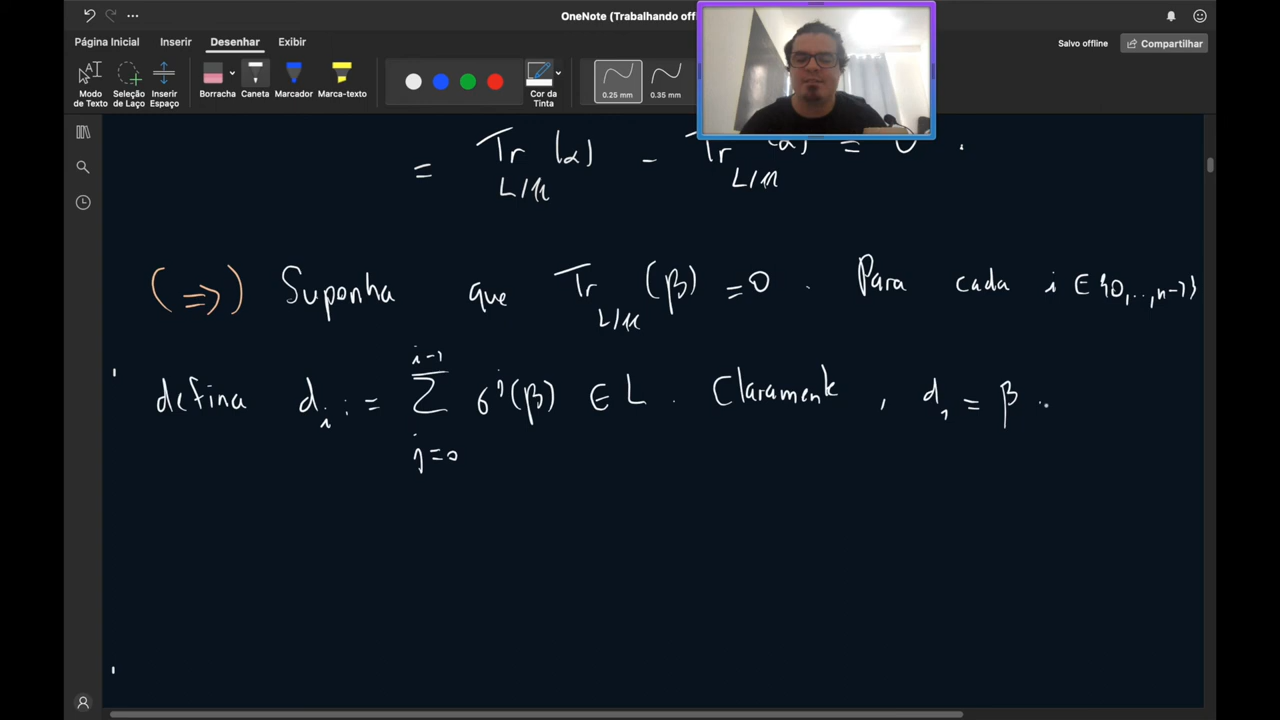 OneNote (Trabalhando off
Página Inicial Inserir Desenhar Exibir
Salvo offline Compartilhar
Modo de Texto Seleção de Laço Inserir Espaço Borracha Caneta Marcador Marca-texto Cor da Tinta 0.25 mm 0.35 mm
= Tr_{L/K}(α) - Tr_{L/K}(α) = 0 .
(⇒) Suponha que Tr_{L/K}(β) = 0 . Para cada i ∈ {0,..,n-1}
defina d_i := Σ_{j=0}^{i-1} σ^j(β) ∈ L . Claramente , d_1 = β .